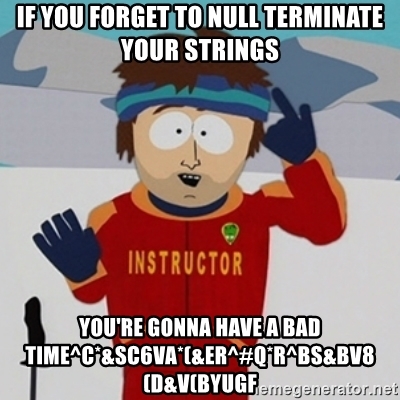 IF YOU FORGET TO NULL TERMINATE
YOUR STRINGS
INSTRUCTOR
YOU'RE GONNA HAVE A BAD
TIME^C*&SC6VA*(&ER^#Q*R^BS&BV8
(D&V(BYUGF
memegenerator.net